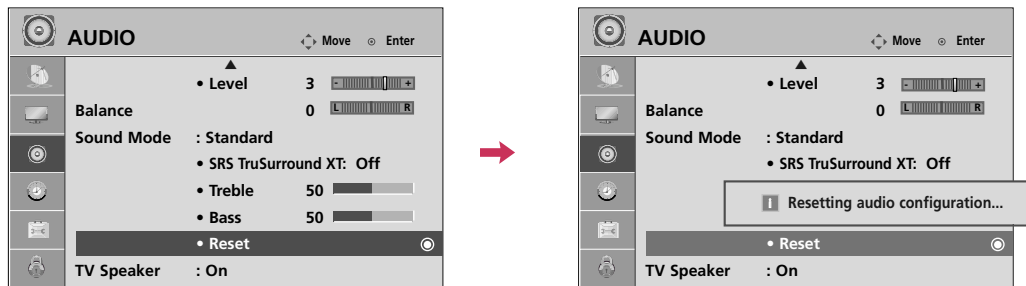 AUDIO
Move Enter
• Level 3 - +
Balance 0 L R
Sound Mode : Standard
• SRS TruSurround XT: Off
• Treble 50
• Bass 50
• Reset
TV Speaker : On
AUDIO
Move Enter
• Level 3 - +
Balance 0 L R
Sound Mode : Standard
• SRS TruSurround XT: Off
Resetting audio configuration...
• Reset
TV Speaker : On